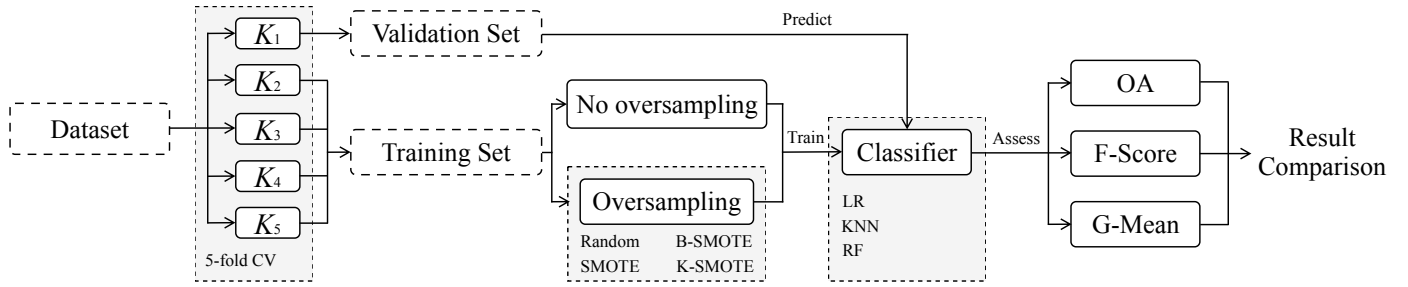 Dataset
K1
K2
K3
K4
K5
5-fold CV
Validation Set
Training Set
Predict
No oversampling
Oversampling
Random B-SMOTE
SMOTE K-SMOTE
Train
Classifier
LR
KNN
RF
Assess
OA
F-Score
G-Mean
Result
Comparison